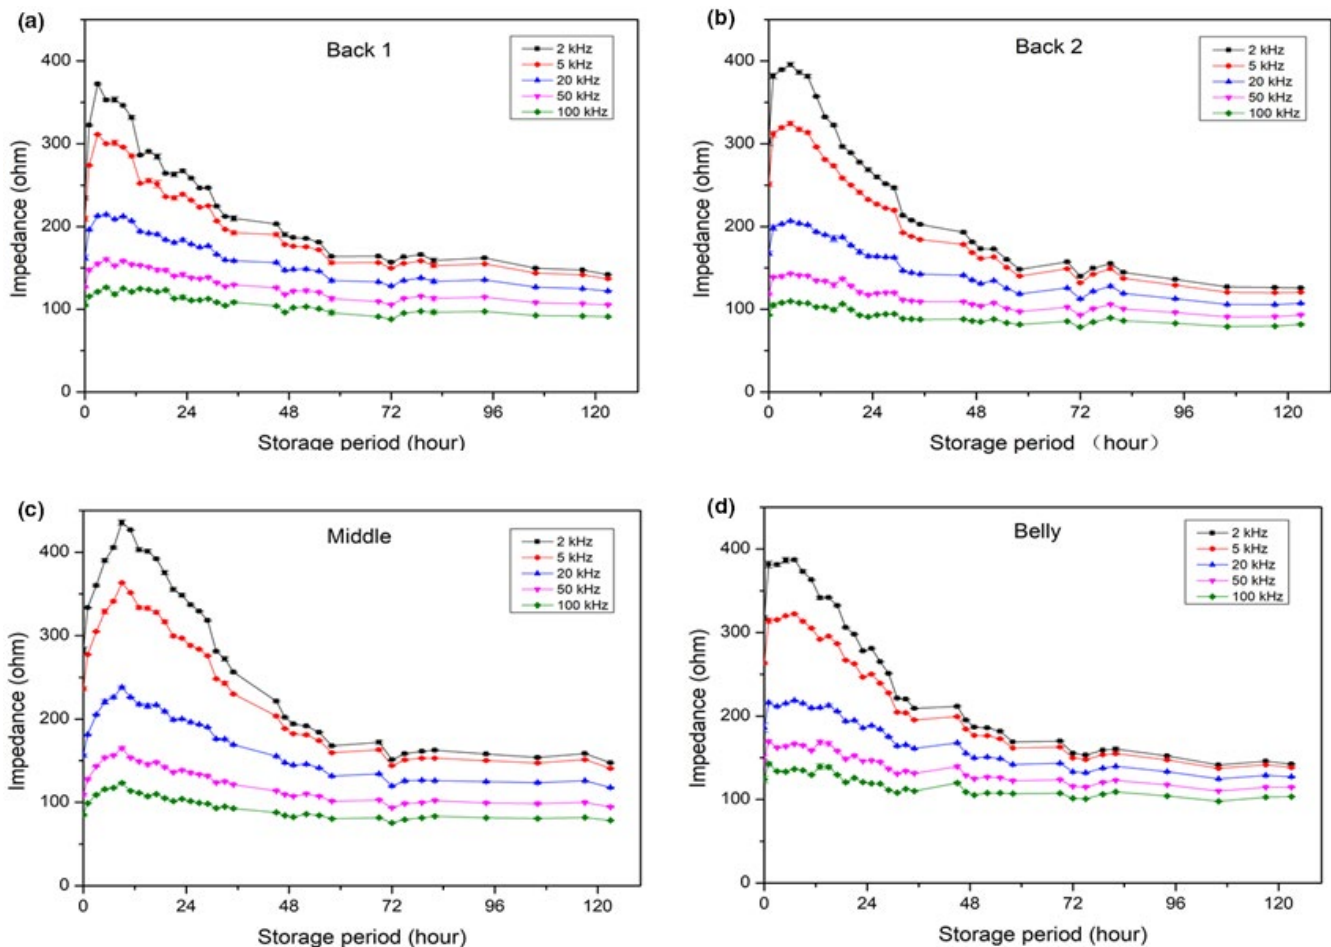 (a)
Back 1
2 kHz
5 kHz
20 kHz
50 kHz
100 kHz
400
300
200
100
0
Impedance (ohm)
0 24 48 72 96 120
Storage period (hour)
(b)
Back 2
2 kHz
5 kHz
20 kHz
50 kHz
100 kHz
400
300
200
100
0
Impedance (ohm)
0 24 48 72 96 120
Storage period （hour）
(c)
Middle
2 kHz
5 kHz
20 kHz
50 kHz
100 kHz
400
300
200
100
0
Impedance (ohm)
0 24 48 72 96 120
Storage period (hour)
(d)
Belly
2 kHz
5 kHz
20 kHz
50 kHz
100 kHz
400
300
200
100
0
Impedance (ohm)
0 24 48 72 96 120
Storage period (hour)